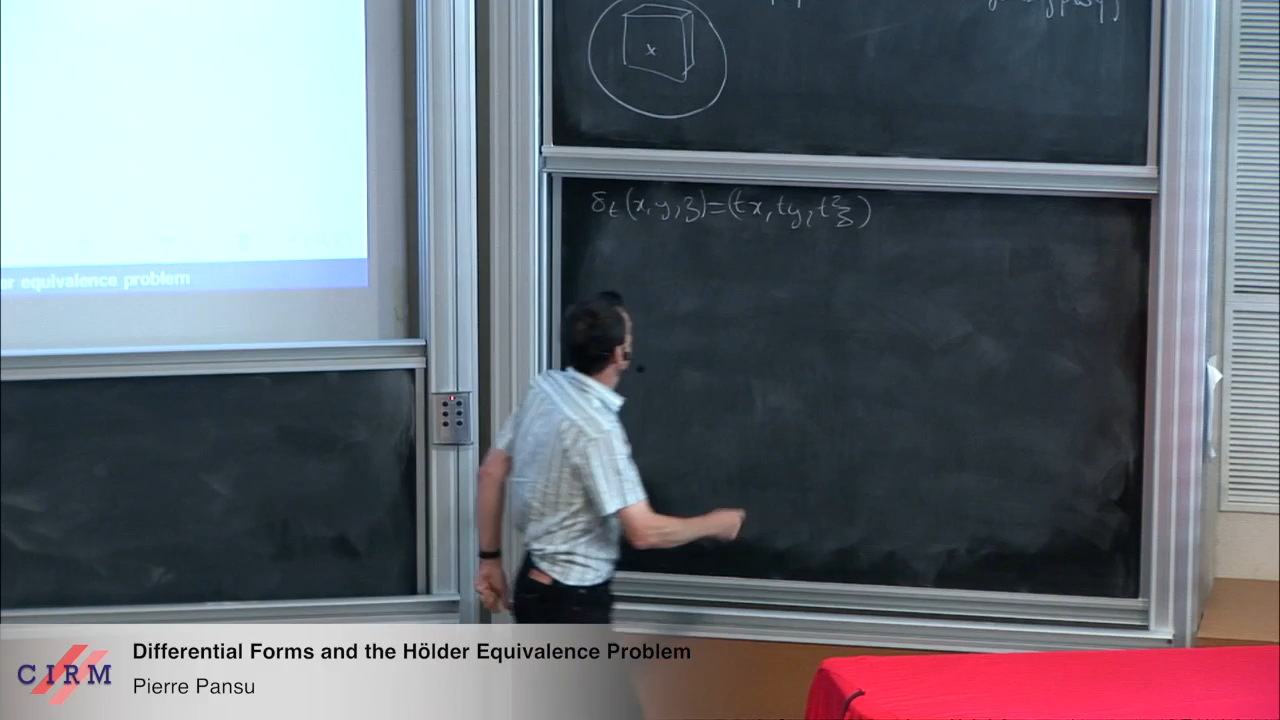 x
δ_t(x,y,z)=(tx,ty,t²z)
er equivalence problem
CIRM
Differential Forms and the Hölder Equivalence Problem
Pierre Pansu